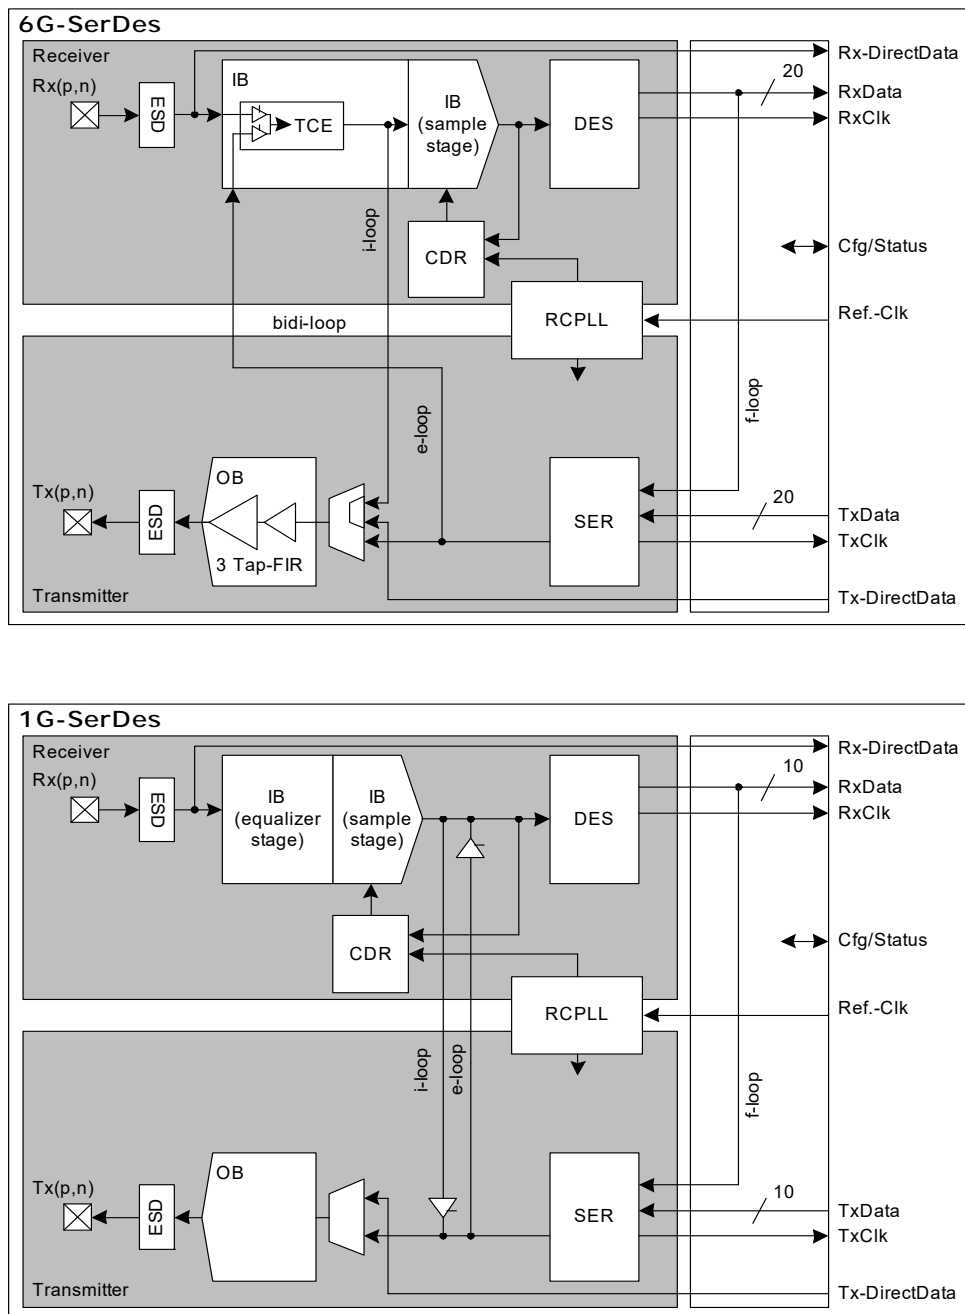 6G-SerDes
Receiver
Rx-DirectData
Rx(p,n)
ESD
IB
TCE
IB
(sample
stage)
DES
20
RxData
RxClk
i-loop
CDR
Cfg/Status
bidi-loop
RCPLL
Ref.-Clk
e-loop
f-loop
Tx(p,n)
ESD
OB
3 Tap-FIR
SER
20
TxData
TxClk
Transmitter
Tx-DirectData
1G-SerDes
Receiver
Rx-DirectData
Rx(p,n)
ESD
IB
(equalizer
stage)
IB
(sample
stage)
DES
10
RxData
RxClk
CDR
Cfg/Status
RCPLL
Ref.-Clk
i-loop
e-loop
f-loop
Tx(p,n)
ESD
OB
SER
10
TxData
TxClk
Transmitter
Tx-DirectData